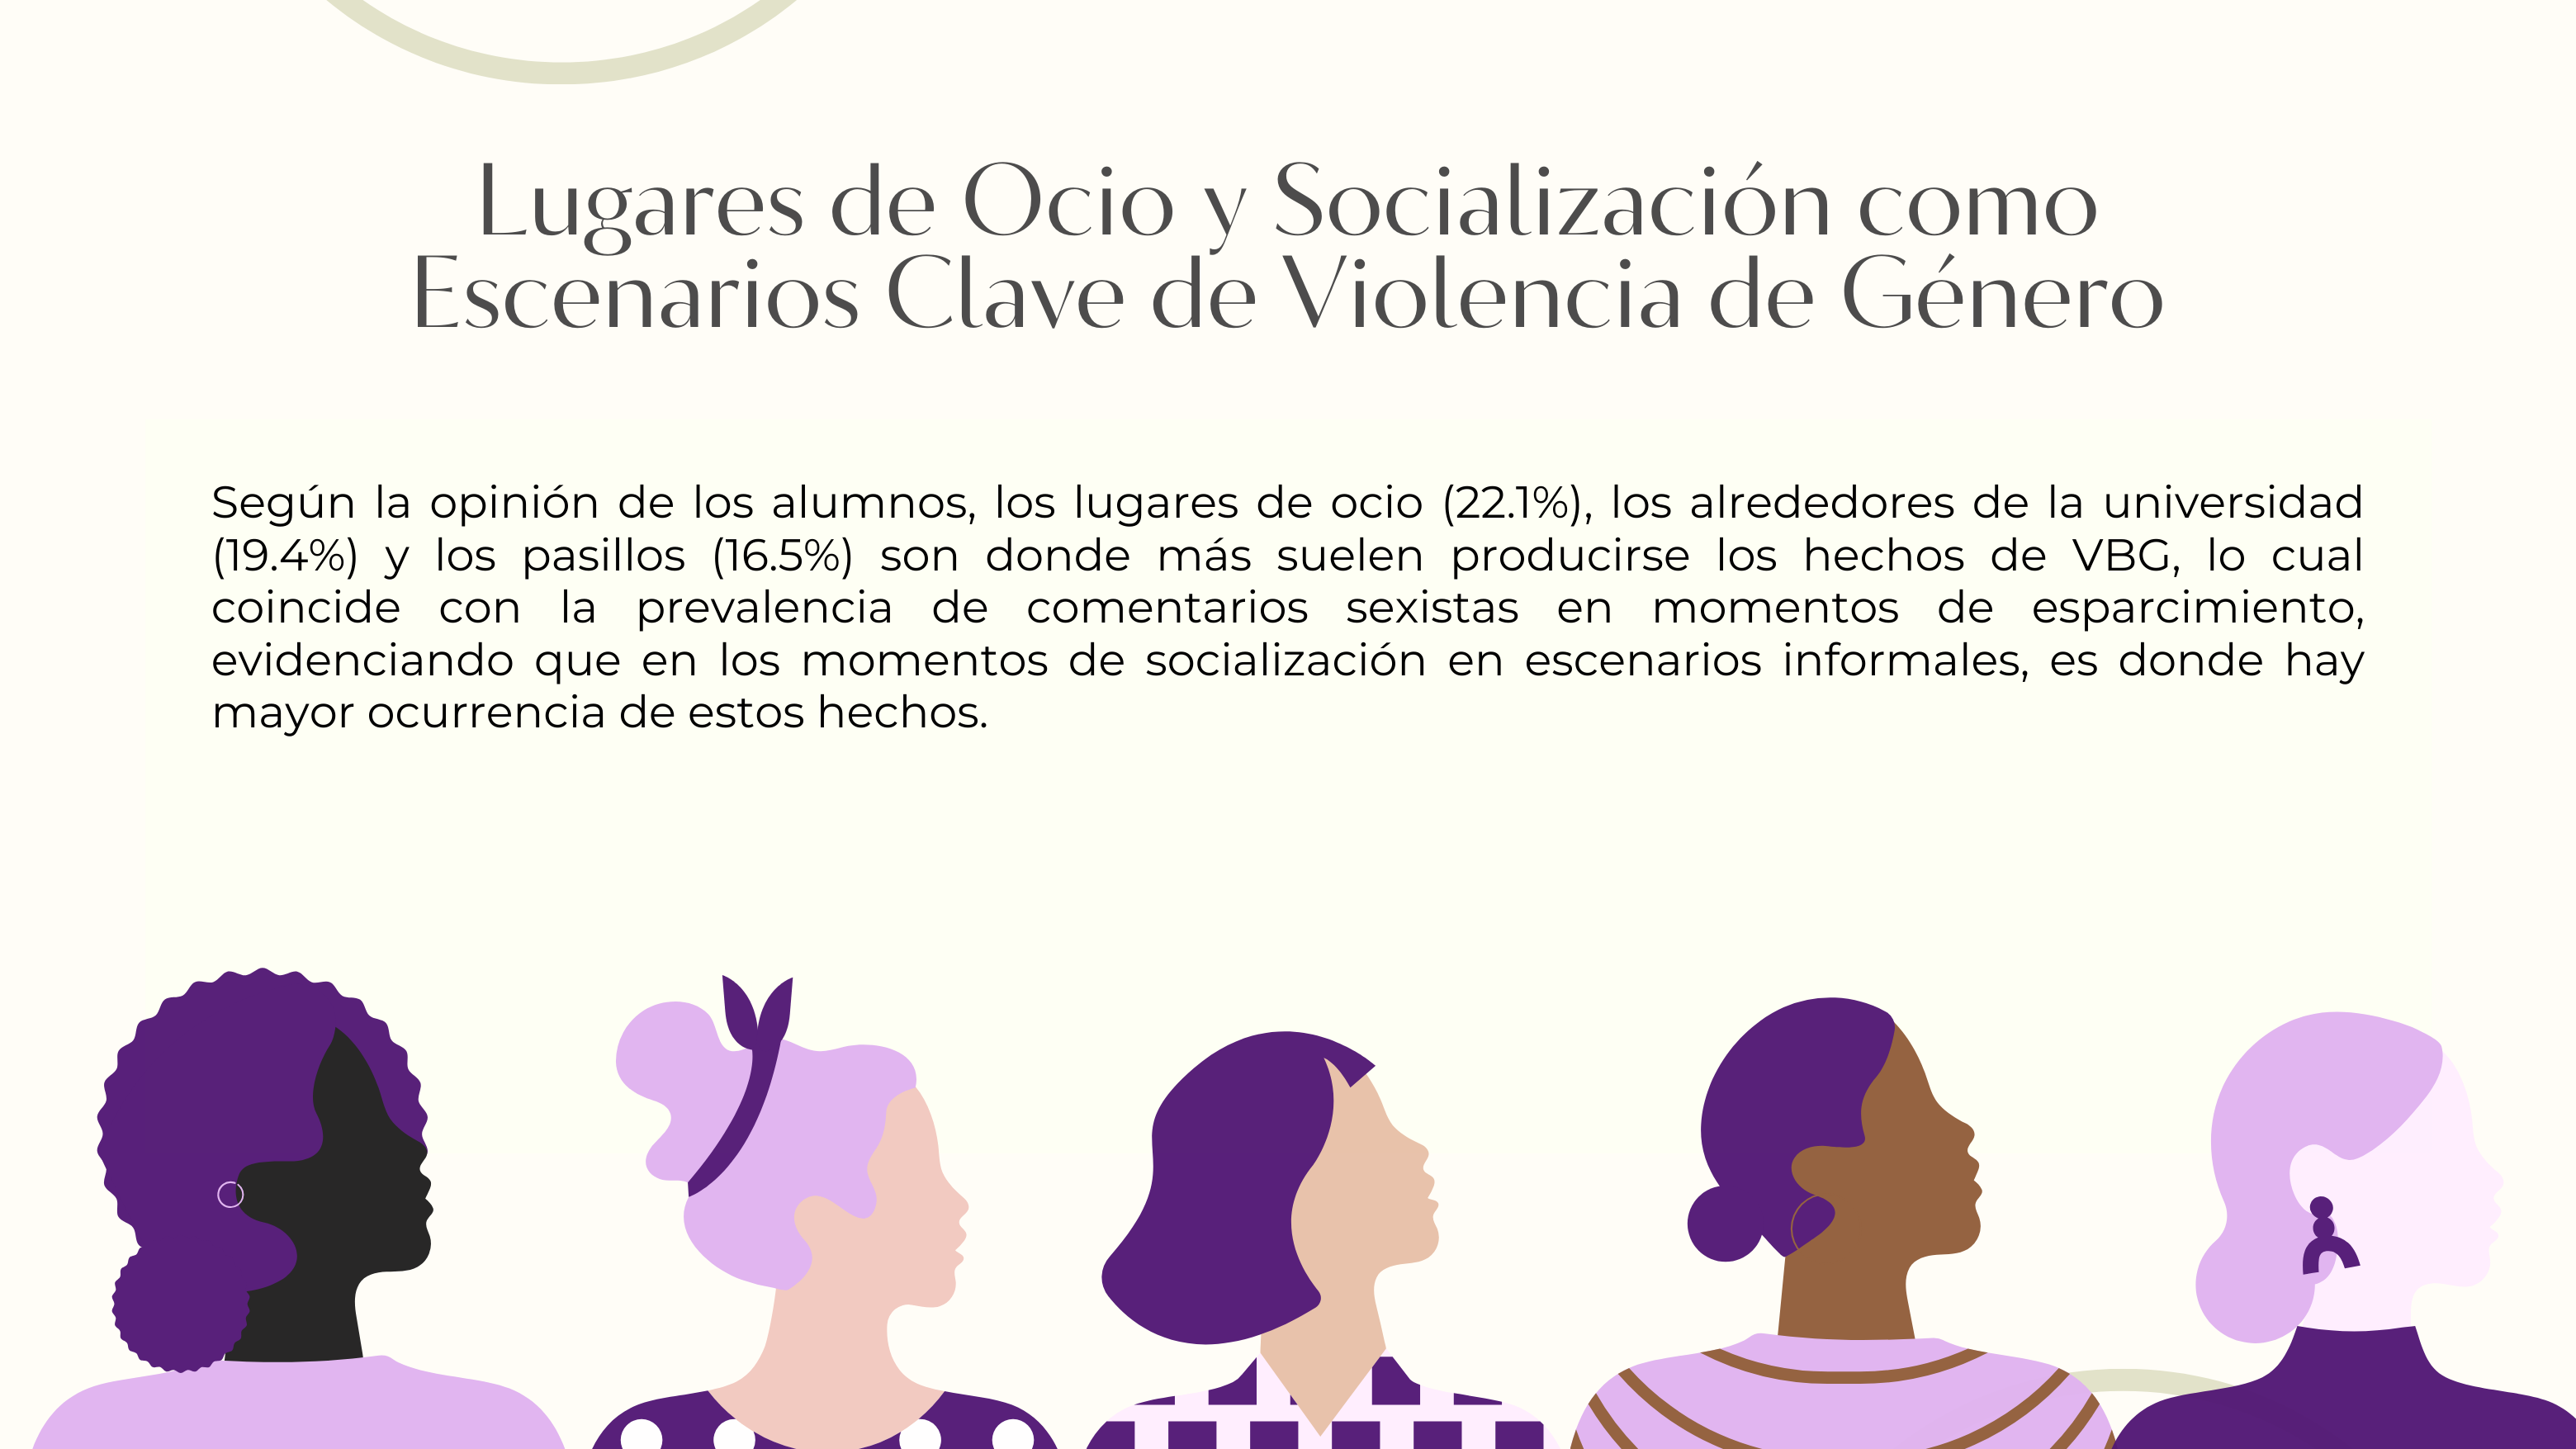 Lugares de Ocio y Socialización como
Escenarios Clave de Violencia de Género
Según la opinión de los alumnos, los lugares de ocio (22.1%), los alrededores de la universidad
(19.4%) y los pasillos (16.5%) son donde más suelen producirse los hechos de VBG, lo cual
coincide con la prevalencia de comentarios sexistas en momentos de esparcimiento,
evidenciando que en los momentos de socialización en escenarios informales, es donde hay
mayor ocurrencia de estos hechos.